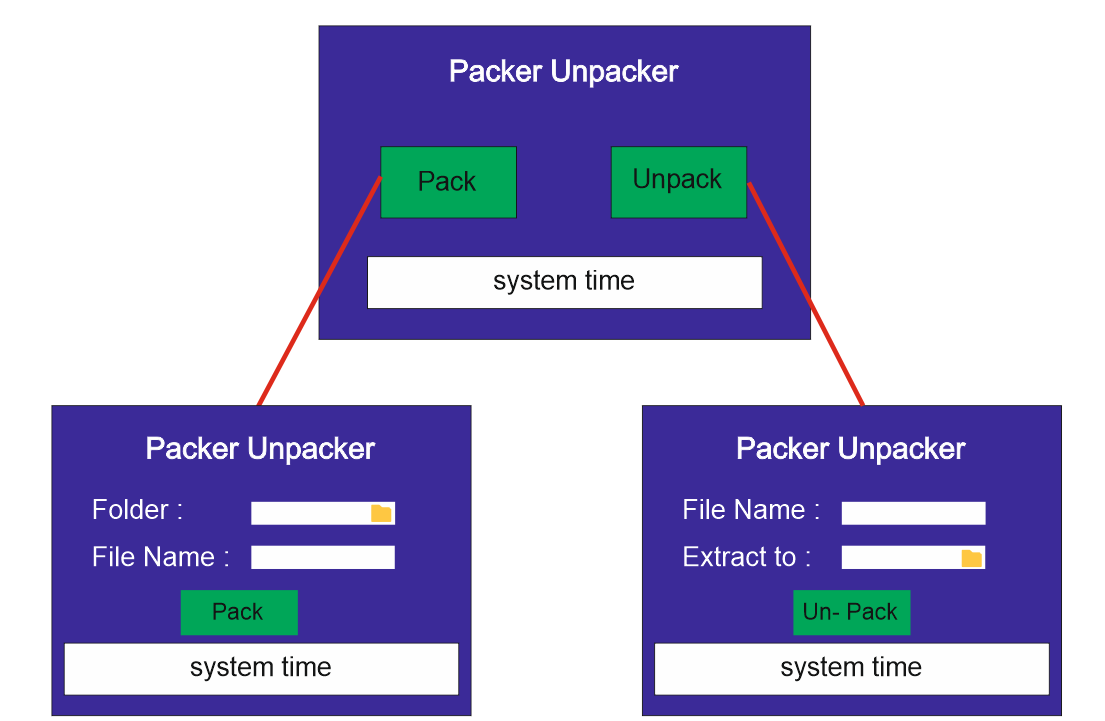 Packer Unpacker
Pack
Unpack
system time
Packer Unpacker
Folder :
File Name :
Pack
system time
Packer Unpacker
File Name :
Extract to :
Un- Pack
system time